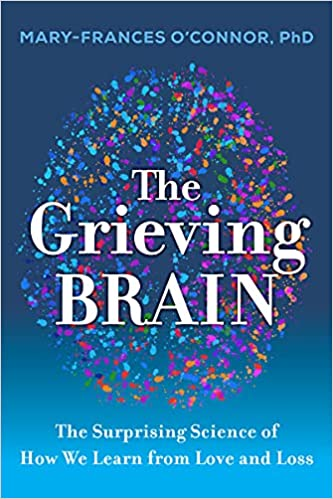 MARY-FRANCES O'CONNOR, PhD
The
Grieving
BRAIN
The Surprising Science of
How We Learn from Love and Loss